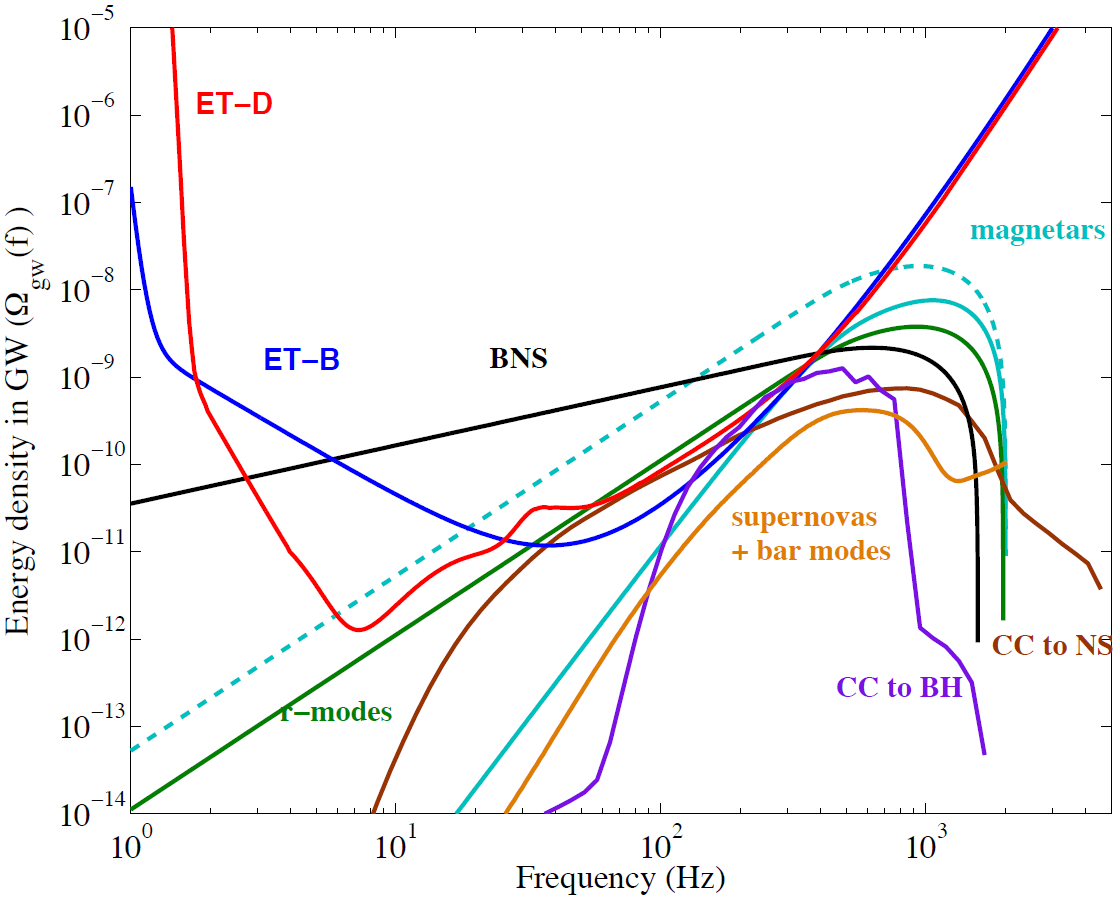 10^-5
10^-6
10^-7
10^-8
10^-9
10^-10
10^-11
10^-12
10^-13
10^-14
Energy density in GW (Ω_gw(f) )
ET−D
ET−B
BNS
magnetars
supernovas
+ bar modes
r−modes
CC to BH
CC to NS
10^0
10^1
10^2
10^3
Frequency (Hz)